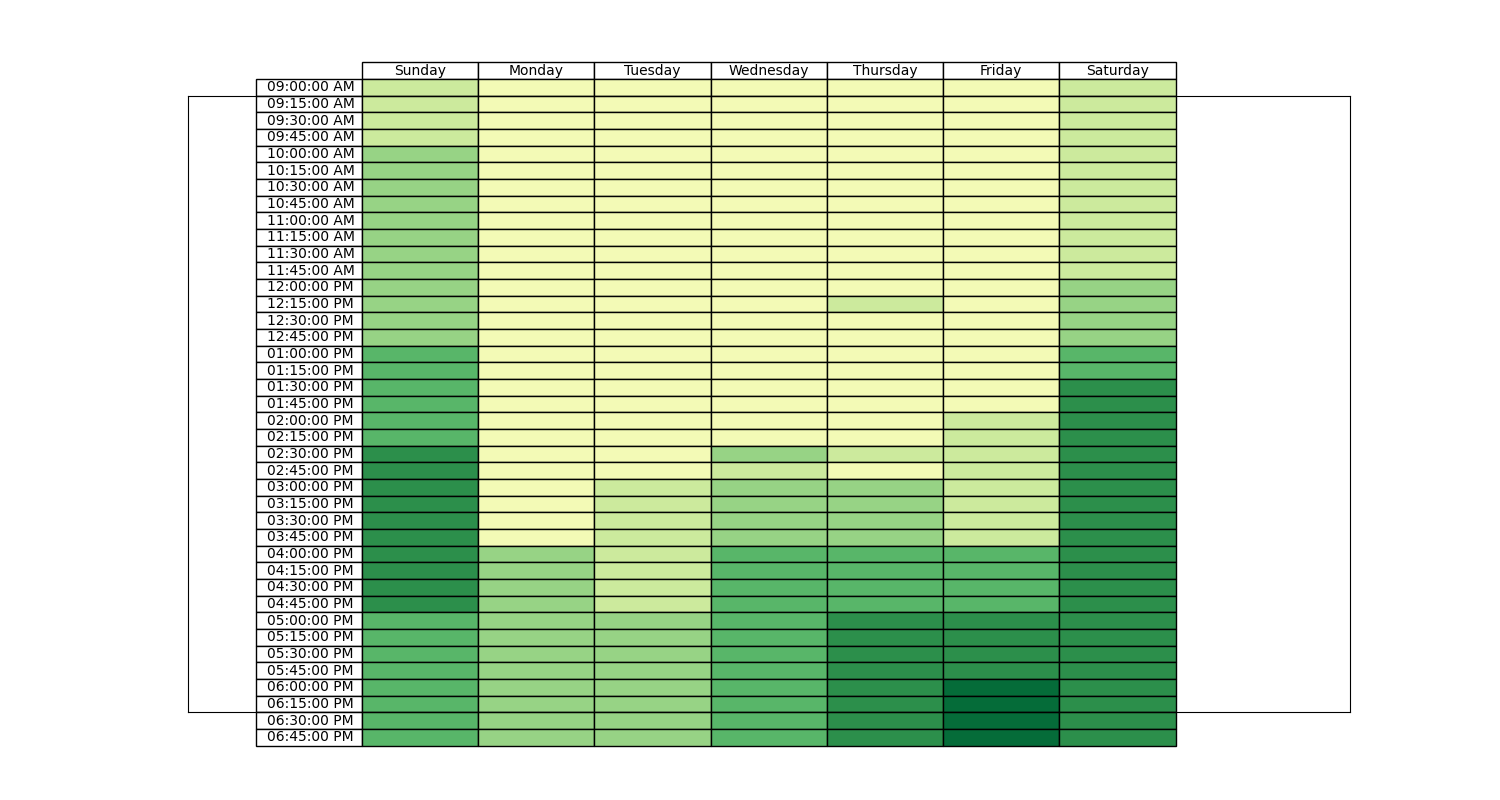 Sunday Monday Tuesday Wednesday Thursday Friday Saturday
09:00:00 AM
09:15:00 AM
09:30:00 AM
09:45:00 AM
10:00:00 AM
10:15:00 AM
10:30:00 AM
10:45:00 AM
11:00:00 AM
11:15:00 AM
11:30:00 AM
11:45:00 AM
12:00:00 PM
12:15:00 PM
12:30:00 PM
12:45:00 PM
01:00:00 PM
01:15:00 PM
01:30:00 PM
01:45:00 PM
02:00:00 PM
02:15:00 PM
02:30:00 PM
02:45:00 PM
03:00:00 PM
03:15:00 PM
03:30:00 PM
03:45:00 PM
04:00:00 PM
04:15:00 PM
04:30:00 PM
04:45:00 PM
05:00:00 PM
05:15:00 PM
05:30:00 PM
05:45:00 PM
06:00:00 PM
06:15:00 PM
06:30:00 PM
06:45:00 PM